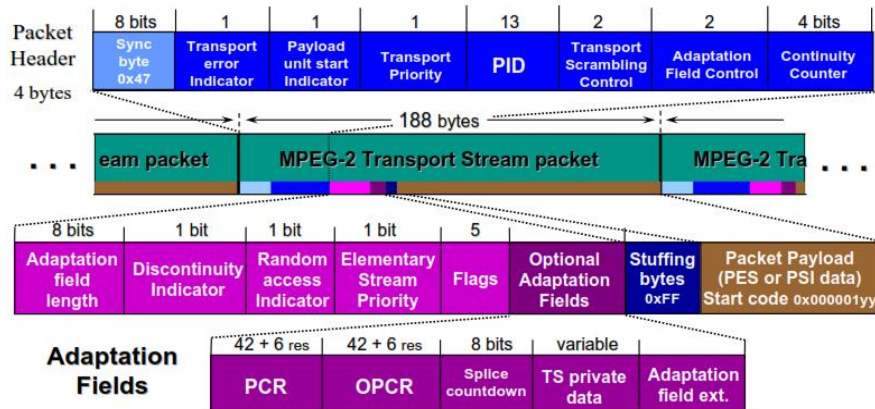 8 bits 1 1 1 13 2 2 4 bits
Packet
Header
4 bytes
Sync
byte
0x47
Transport
error
Indicator
Payload
unit start
Indicator
Transport
Priority
PID
Transport
Scrambling
Control
Adaptation
Field Control
Continuity
Counter
188 bytes
. . .
eam packet
MPEG-2 Transport Stream packet
MPEG-2 Tra
. . .
8 bits 1 bit 1 bit 1 bit 5
Adaptation
field
length
Discontinuity
Indicator
Random
access
Indicator
Elementary
Stream
Priority
Flags
Optional
Adaptation
Fields
Stuffing
bytes
0xFF
Packet Payload
(PES or PSI data)
Start code 0x000001yy
Adaptation
Fields
42 + 6 res 42 + 6 res 8 bits variable
PCR
OPCR
Splice
countdown
TS private
data
Adaptation
field ext.